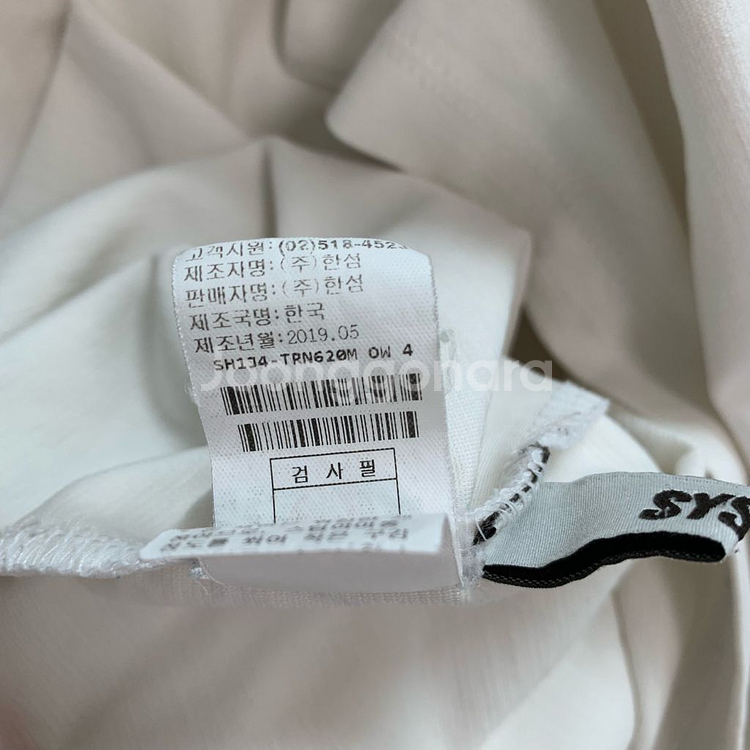 고객지원:(02)518-452
제조자명:(주)한섬
판매자명:(주)한섬
제조국명:한국
제조년월:2019.05
SH134-TRN620M OW 4
Joonggonara
검 사 필
SYS